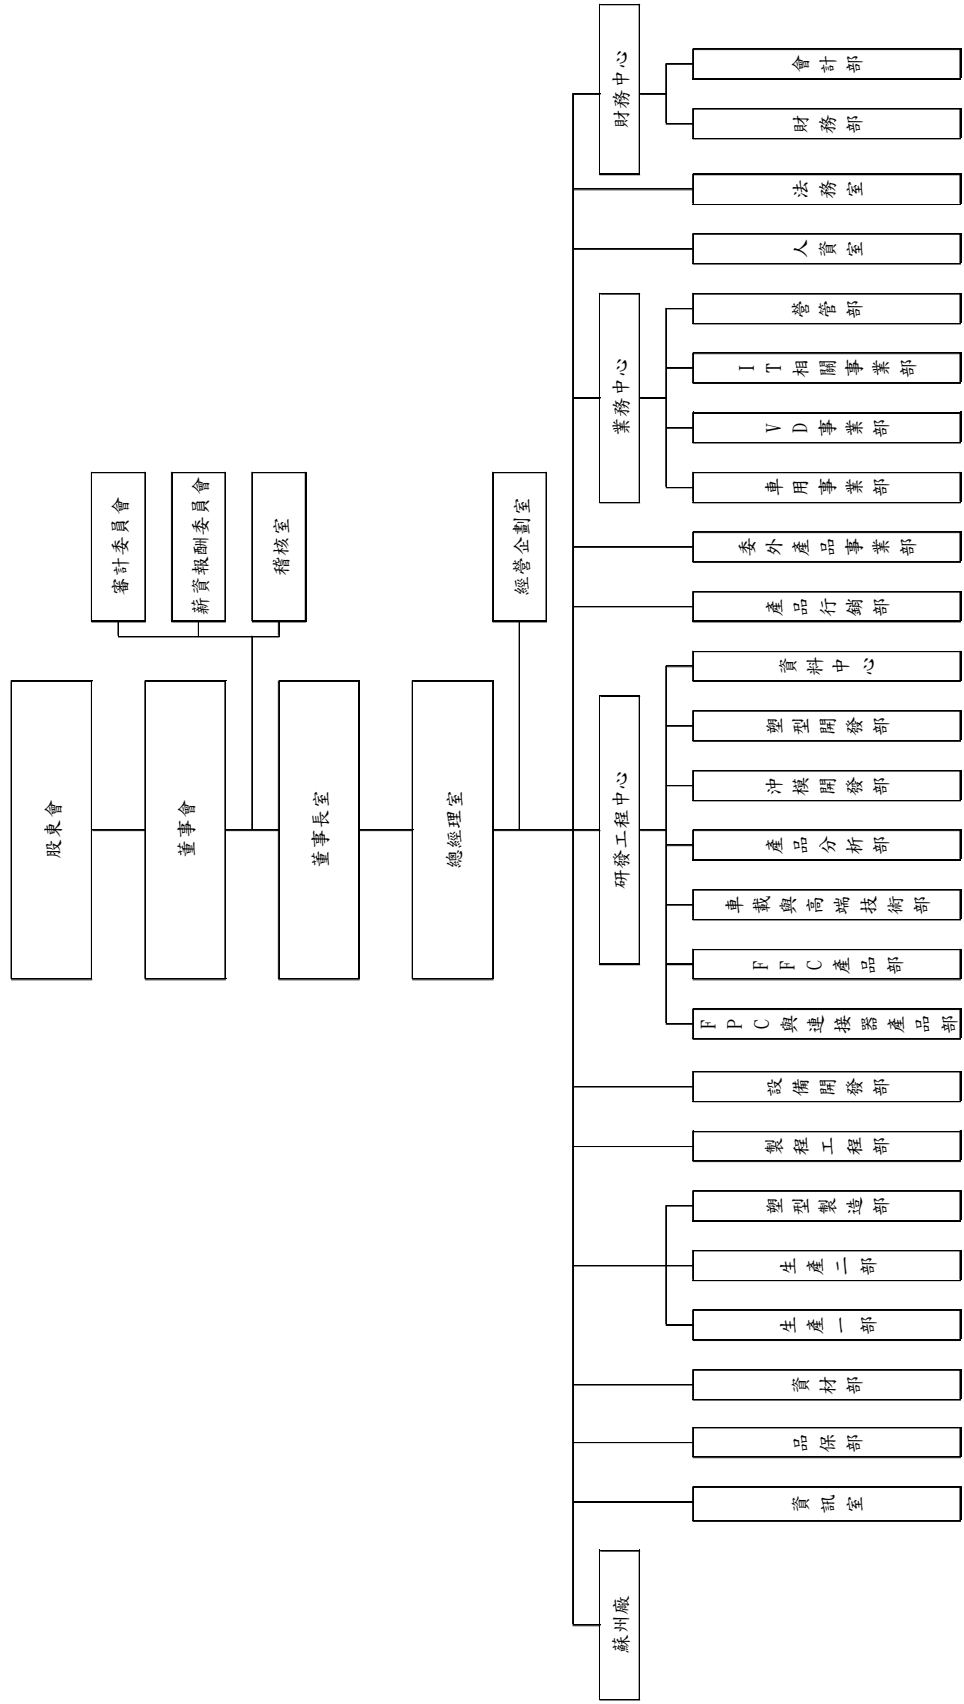 股東會
董事會
審計委員會
薪資報酬委員會
稽核室
董事長室
總經理室
經營企劃室
蘇州廠
研發工程中心
業務中心
財務中心
資訊室
品保部
資材部
生產一部
生產二部
塑型製造部
製程工程部
設備開發部
FPC與連接器產品部
FFC產品部
車載與高端技術部
產品分析部
沖模開發部
塑型開發部
資料中心
產品行銷部
委外產品事業部
車用事業部
VD事業部
IT相關事業部
營管部
人資室
法務室
財務部
會計部